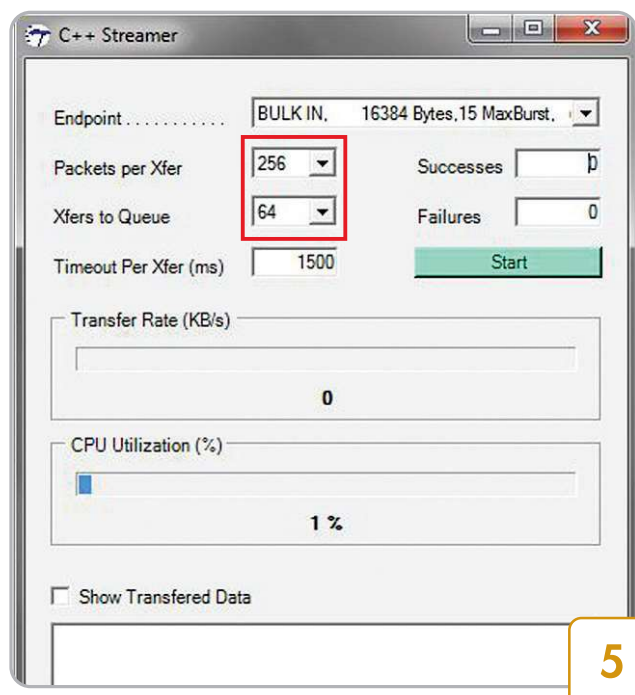 C++ Streamer
Endpoint........... BULK IN, 16384 Bytes,15 MaxBurst,
Packets per Xfer 256 Successes 0
Xfers to Queue 64 Failures 0
Timeout Per Xfer (ms) 1500 Start
Transfer Rate (KB/s)
0
CPU Utilization (%)
1 %
Show Transfered Data
5